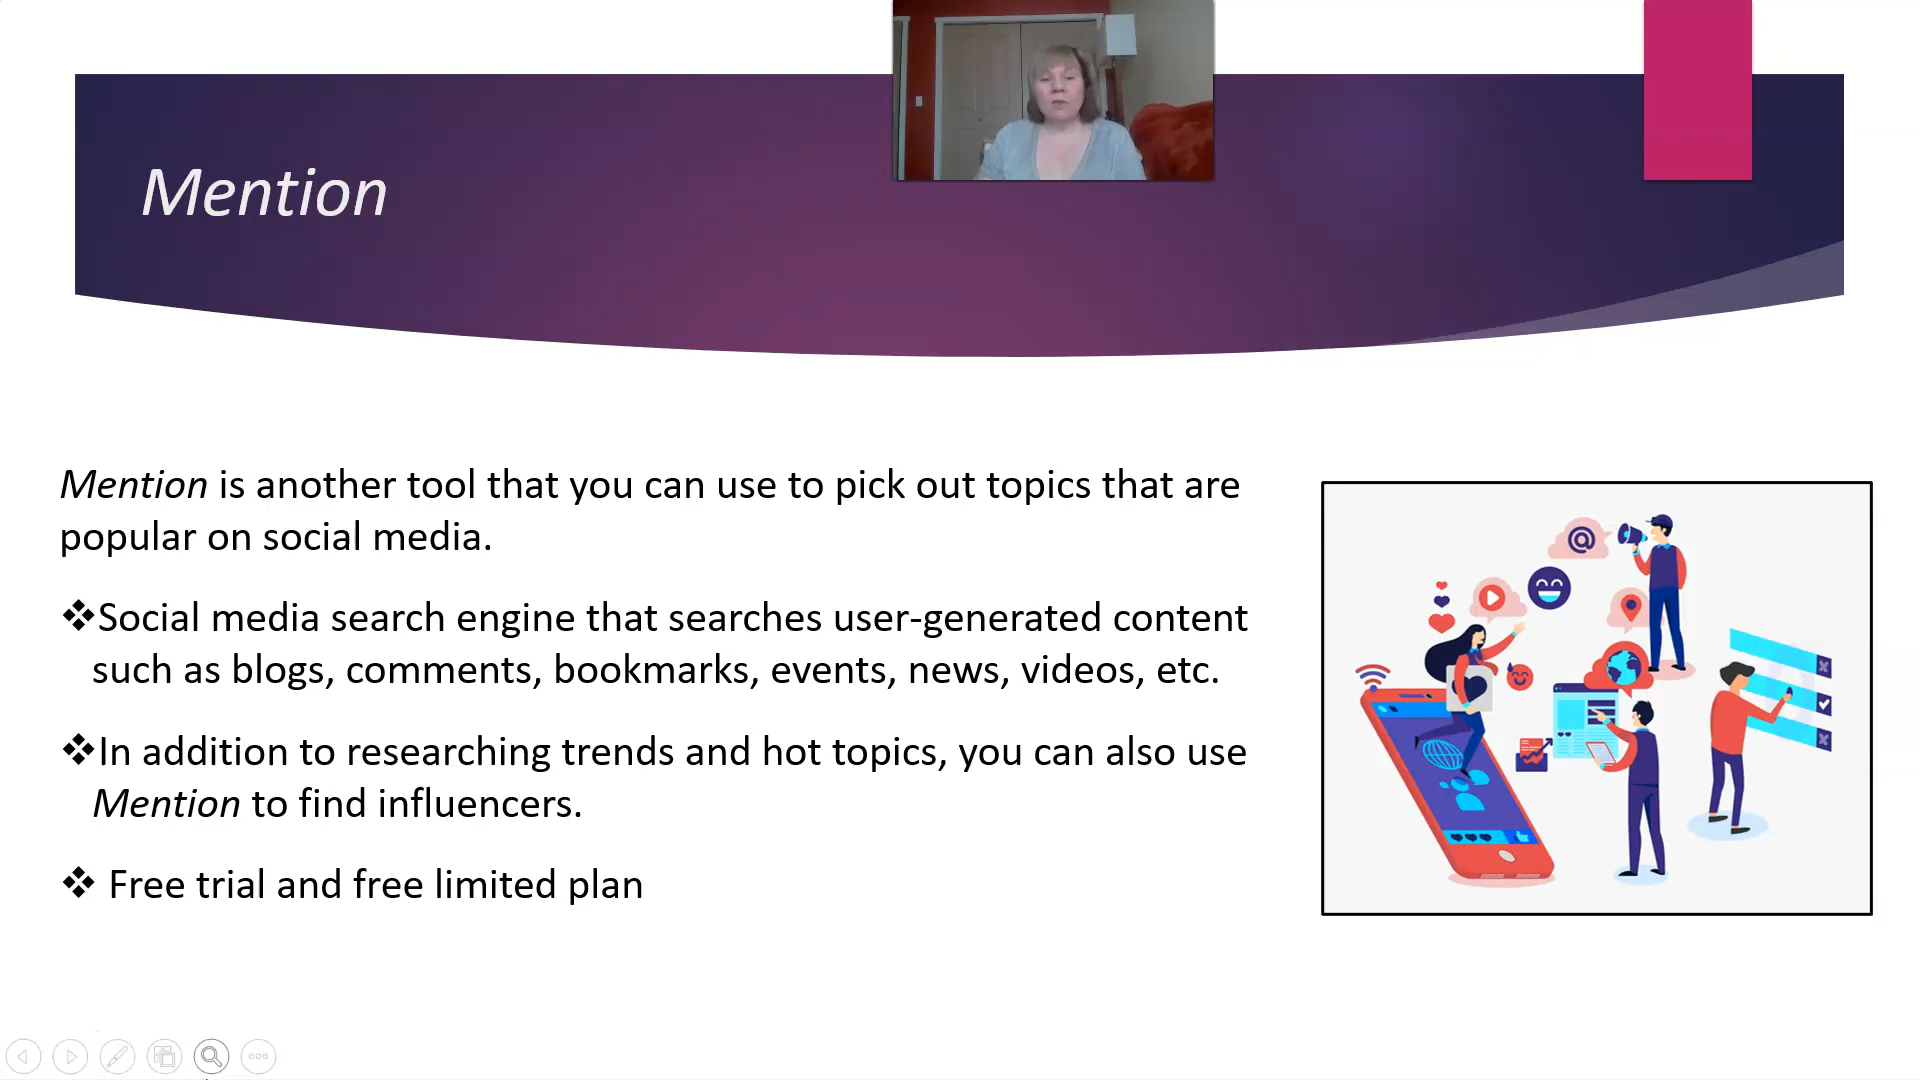 Mention
Mention is another tool that you can use to pick out topics that are
popular on social media.
❖Social media search engine that searches user-generated content
such as blogs, comments, bookmarks, events, news, videos, etc.
❖In addition to researching trends and hot topics, you can also use
Mention to find influencers.
❖ Free trial and free limited plan
@